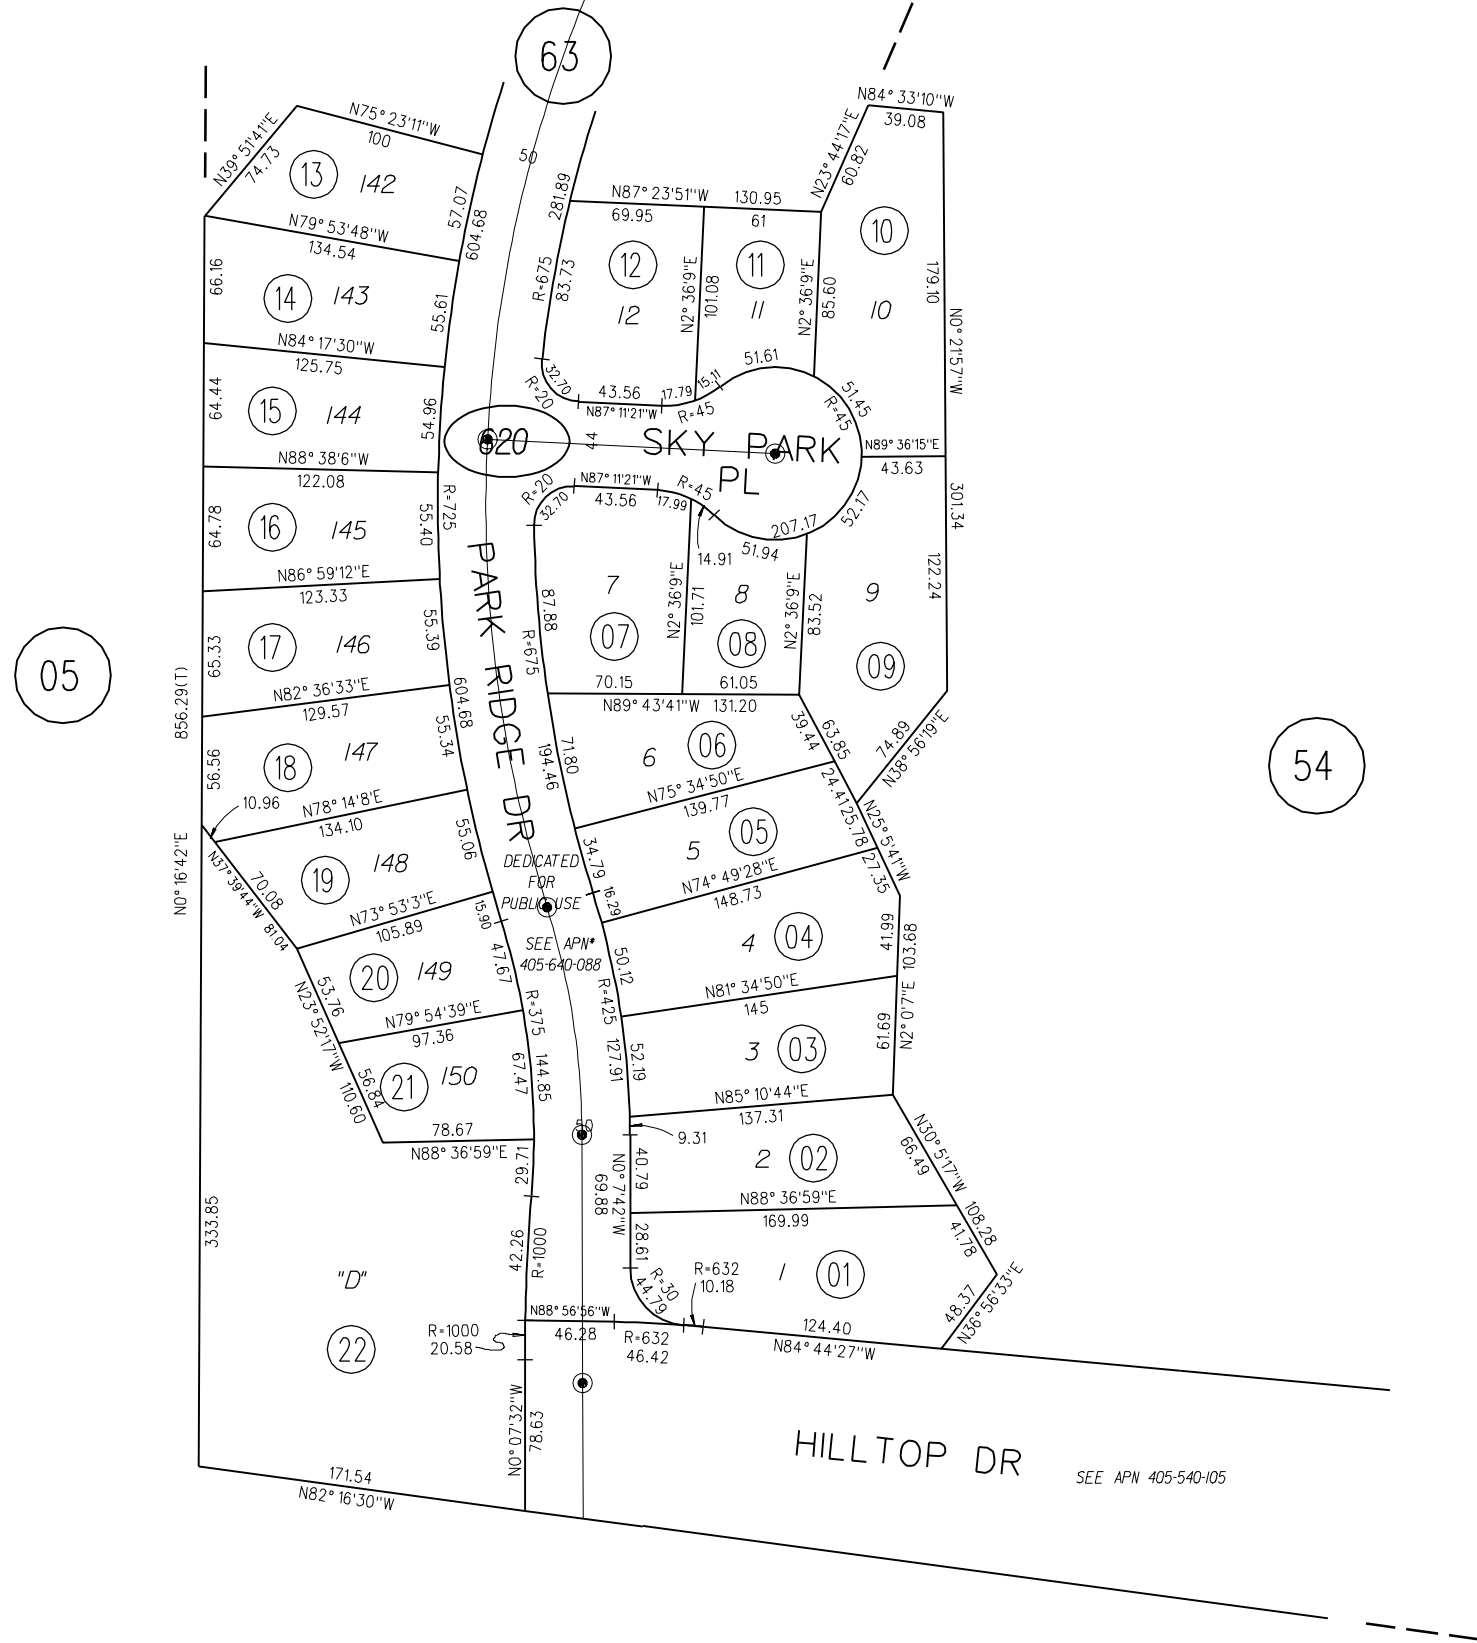 63
N84° 33'10"W
39.08
N75° 23'11"W
100
N39° 51'41"E
74.73
13
142
57.07
604.68
50
281.89
N23° 44'17"E
60.82
N87° 23'51"W 130.95
69.95
61
10
10
179.10
N0° 21'57"W
N79° 53'48"W
134.54
66.16
14
143
55.61
R=675
83.73
12
12
N2° 36'9"E
101.08
11
11
N2° 36'9"E
85.60
N84° 17'30"W
125.75
64.44
15
144
54.96
32.70
R=20
43.56
N87° 11'21"W
17.79
15.11
R=45
51.61
51.45
R=45
620
44
SKY PARK
PL
N89° 36'15"E
43.63
N88° 38'6"W
122.08
64.78
16
145
R=725
55.40
R=20
32.70
N87° 11'21"W
43.56
17.99
R=45
14.91
207.17
51.94
52.17
301.34
122.24
N86° 59'12"E
123.33
65.33
17
146
55.39
PARK RIDGE DR
87.88
R=675
7
07
N2° 36'9"E
101.71
8
08
N2° 36'9"E
83.52
9
09
70.15
61.05
N89° 43'41"W 131.20
05
54
856.29(T)
N0° 16'42"E
N82° 36'33"E
129.57
56.56
18
147
604.68
55.34
194.46
71.80
6
06
39.44
63.85
74.89
N38° 56'19"E
10.96
N78° 14'8'E
134.10
N75° 34'50"E
139.77
24.41
25.78
N25° 5'41"W
27.35
55.06
19
148
70.08
N37° 39'44"W 81.04
DEDICATED
FOR
PUBLIC USE
34.79
16.29
5
05
N74° 49'28"E
148.73
N73° 53'3"E
105.89
15.90
SEE APN#
405-640-088
47.67
20
149
53.76
N23° 52'17"W 110.60
50.12
R=425
4
04
41.99
N2° 0'7"E 103.68
N79° 54'39"E
97.36
R=375
N81° 34'50"E
145
56.84
21
150
67.47
144.85
127.91
52.19
3
03
61.69
N85° 10'44"E
137.31
78.67
N88° 36'59"E
50
9.31
29.71
N0° 7'42"W
69.88
40.79
2
02
N30° 5'17"W 108.28
66.49
N88° 36'59"E
169.99
333.85
42.26
R=1000
28.61
41.78
"D"
R=30
44.79
R=632
10.18
1
01
48.37
N36° 56'33"E
22
R=1000
20.58
N88° 56'56"W
46.28
R=632
46.42
124.40
N84° 44'27"W
N0° 07'32"W
78.63
HILLTOP DR
SEE APN 405-540-105
171.54
N82° 16'30"W